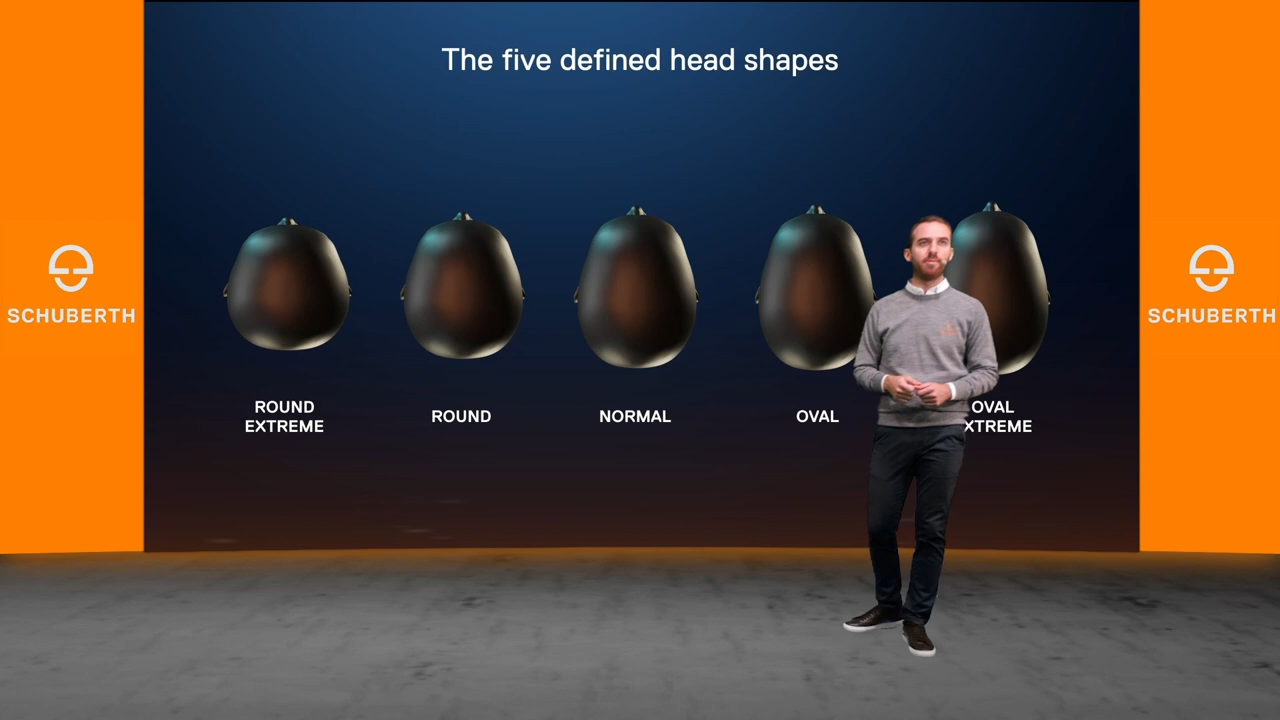 The five defined head shapes
SCHUBERTH
SCHUBERTH
ROUND
EXTREME
ROUND
NORMAL
OVAL
OVAL
XTREME